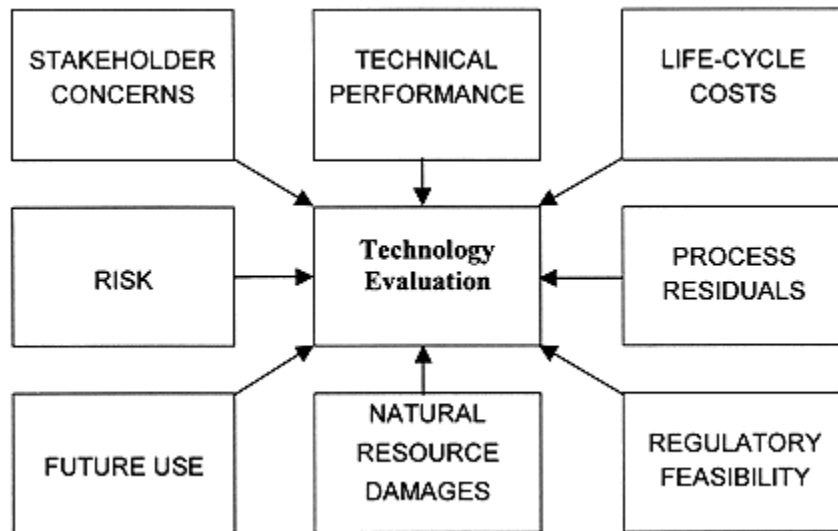 STAKEHOLDER
CONCERNS
TECHNICAL
PERFORMANCE
LIFE-CYCLE
COSTS
RISK
Technology
Evaluation
PROCESS
RESIDUALS
FUTURE USE
NATURAL
RESOURCE
DAMAGES
REGULATORY
FEASIBILITY